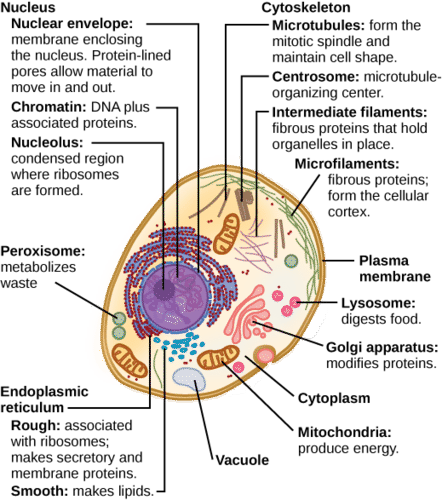 Nucleus
Nuclear envelope:
membrane enclosing
the nucleus. Protein-lined
pores allow material to
move in and out.
Chromatin: DNA plus
associated proteins.
Nucleolus:
condensed region
where ribosomes
are formed.
Peroxisome:
metabolizes
waste
Endoplasmic
reticulum
Rough: associated
with ribosomes;
makes secretory and
membrane proteins.
Smooth: makes lipids.
Cytoskeleton
Microtubules: form the
mitotic spindle and
maintain cell shape.
Centrosome: microtubule-
organizing center.
Intermediate filaments:
fibrous proteins that hold
organelles in place.
Microfilaments:
fibrous proteins;
form the cellular
cortex.
Plasma
membrane
Lysosome:
digests food.
Golgi apparatus:
modifies proteins.
Cytoplasm
Mitochondria:
produce energy.
Vacuole